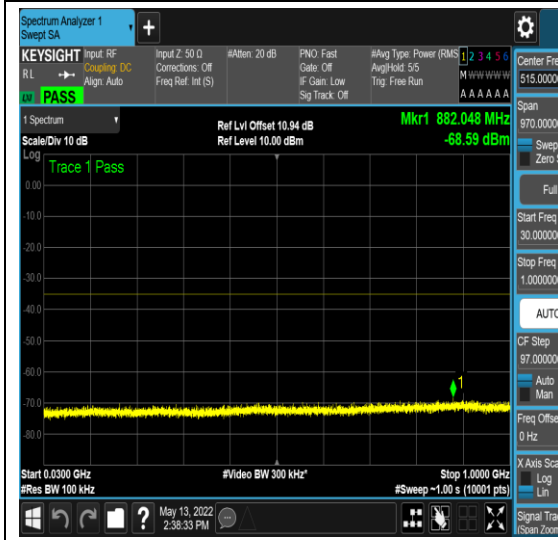 Spectrum Analyzer 1
Swept SA
KEYSIGHT
RL
PASS
Input: RF
Coupling: DC
Align: Auto
Input Z: 50 Ω
Corrections: Off
Freq Ref: Int (S)
#Atten: 20 dB
PNO: Fast
Gate: Off
IF Gain: Low
Sig Track: Off
#Avg Type: Power (RMS
Avg|Hold: 5/5
Trig: Free Run
1 2 3 4 5 6
M W W W W W
A A A A A A
1 Spectrum
Scale/Div 10 dB
Ref Lvl Offset 10.94 dB
Ref Level 10.00 dBm
Mkr1 882.048 MHz
-68.59 dBm
Log
Trace 1 Pass
0.00
-10.0
-20.0
-30.0
-40.0
-50.0
-60.0
-70.0
-80.0
1
Start 0.0300 GHz
#Res BW 100 kHz
#Video BW 300 kHz*
Stop 1.0000 GHz
#Sweep ~1.00 s (10001 pts)
?
May 13, 2022
2:38:33 PM
Center Fre
515.00000
Span
970.00000
Swep
Zero S
Full
Start Freq
30.000000
Stop Freq
1.000000
AUTO
CF Step
97.000000
Auto
Man
Freq Offse
0 Hz
X Axis Sca
Log
Lin
Signal Trac
(Span Zoom